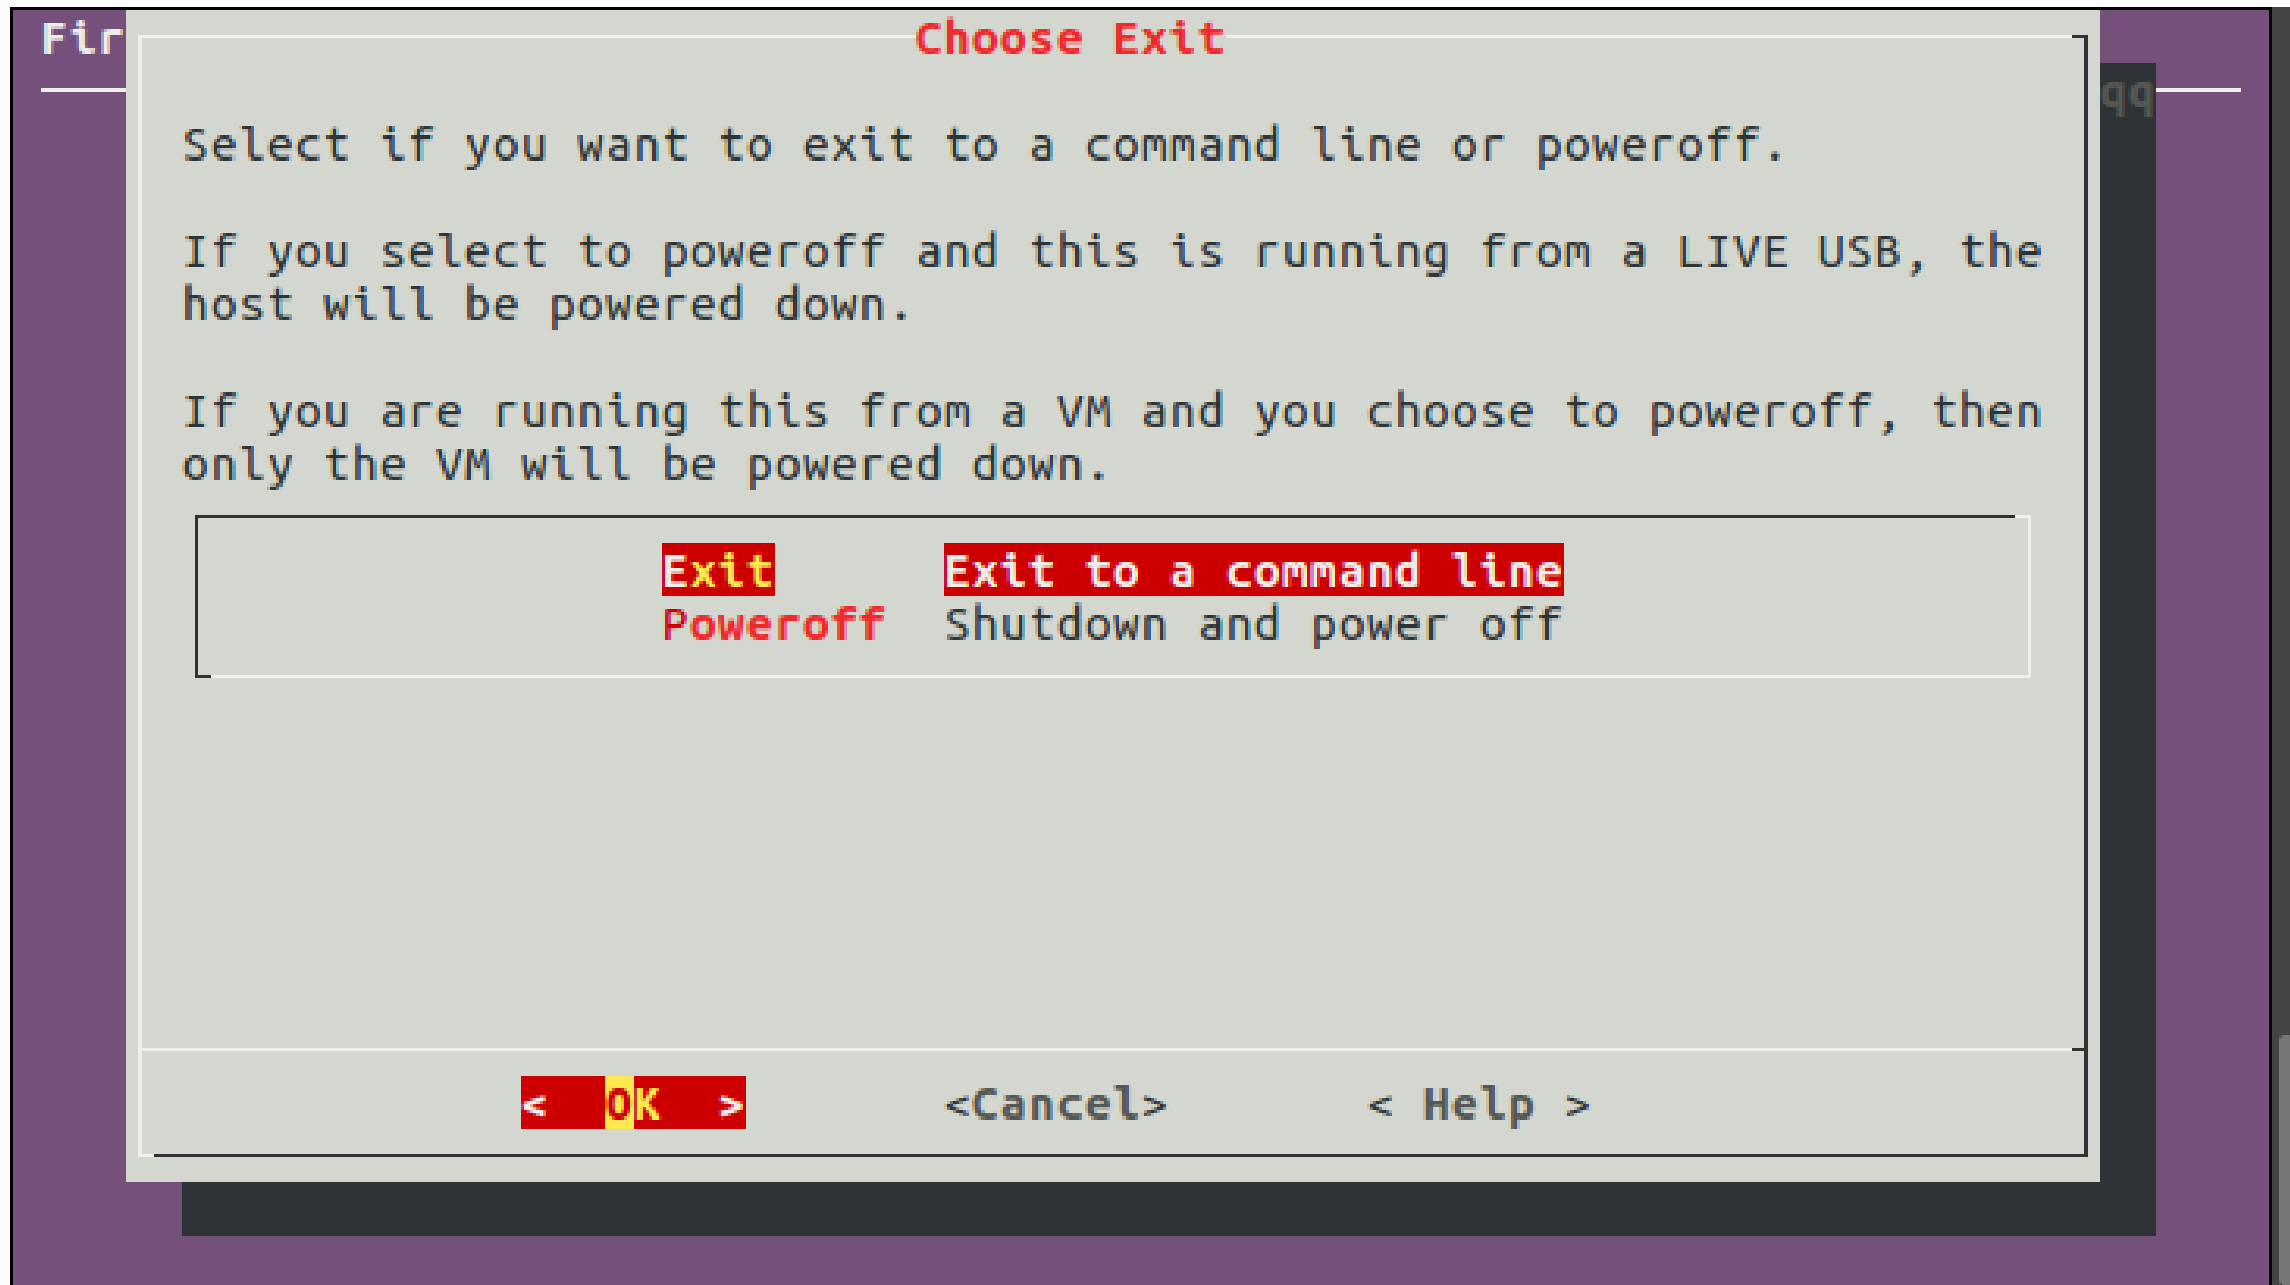 Fir
Choose Exit
qq
Select if you want to exit to a command line or poweroff.
If you select to poweroff and this is running from a LIVE USB, the
host will be powered down.
If you are running this from a VM and you choose to poweroff, then
only the VM will be powered down.
Exit Exit to a command line
Poweroff Shutdown and power off
< OK > <Cancel> < Help >